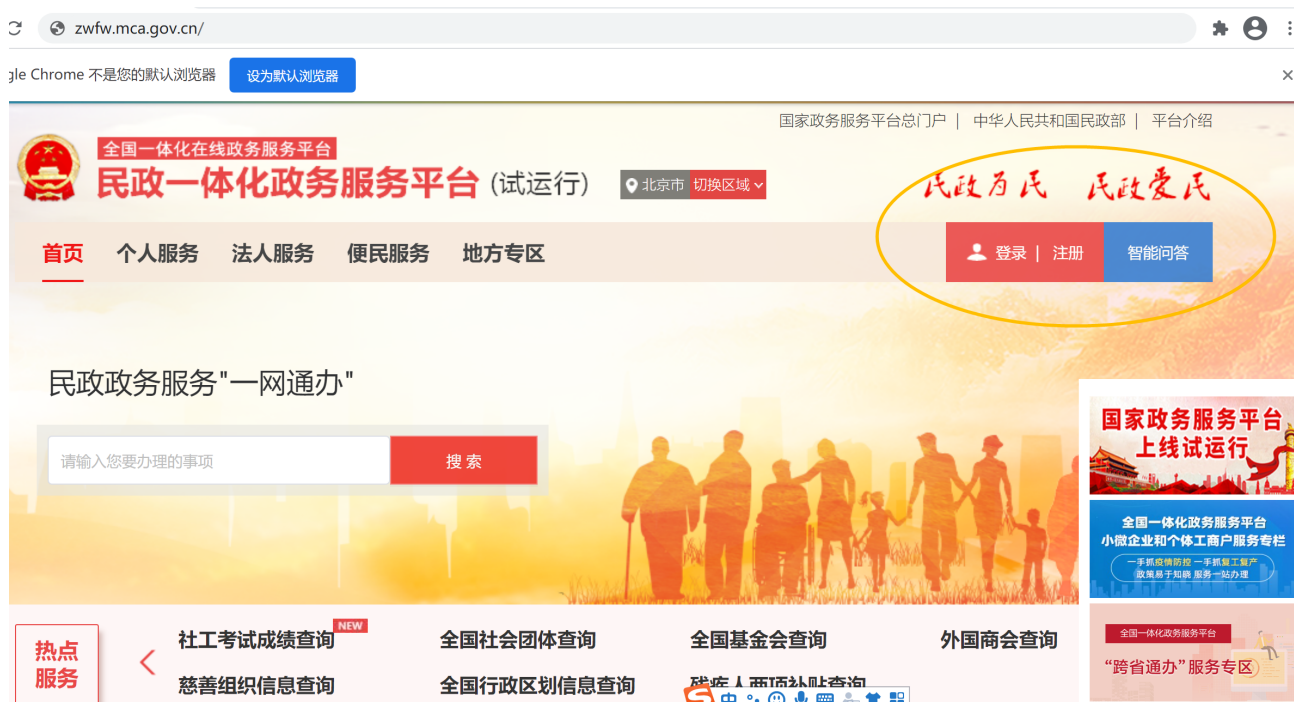 zwfw.mca.gov.cn/
gle Chrome 不是您的默认浏览器 设为默认浏览器
国家政务服务平台总门户 | 中华人民共和国民政部 | 平台介绍
全国一体化在线政务服务平台
民政一体化政务服务平台 (试运行) 北京市 切换区域
民政为民 民政爱民
首页 个人服务 法人服务 便民服务 地方专区 登录 | 注册 智能问答
民政政务服务"一网通办"
请输入您要办理的事项 搜 索
国家政务服务平台
上线试运行
全国一体化政务服务平台
小微企业和个体工商户服务专栏
一手抓疫情防控 一手抓复工复产
政策易于知晓 服务一站办理
全国一体化政务服务平台
“跨省通办”服务专区
热点
服务
社工考试成绩查询 NEW 全国社会团体查询 全国基金会查询 外国商会查询
慈善组织信息查询 全国行政区划信息查询 残疾人两项补贴查询
中